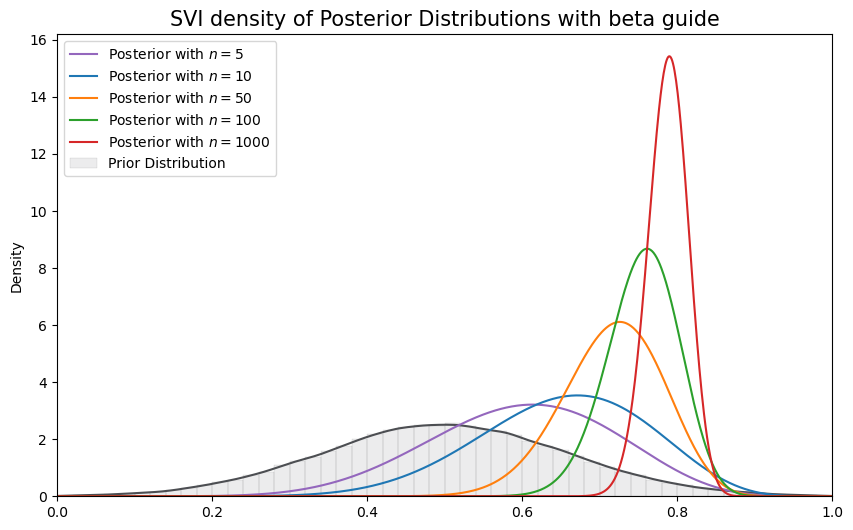 SVI density of Posterior Distributions with beta guide
16
14
12
10
8
6
4
2
0
Density
Posterior with n = 5
Posterior with n = 10
Posterior with n = 50
Posterior with n = 100
Posterior with n = 1000
Prior Distribution
0.0 0.2 0.4 0.6 0.8 1.0